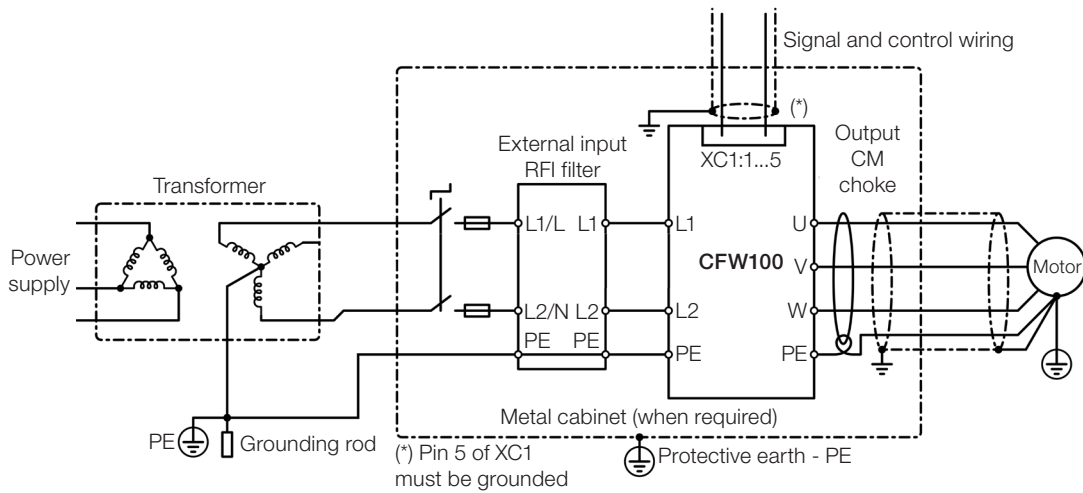 Signal and control wiring
(*)
External input
RFI filter
XC1:1...5
Output
CM
choke
Transformer
Power
supply
L1/L L1
L1
U
CFW100
V
Motor
L2/N L2
L2
W
PE PE
PE
PE
Metal cabinet (when required)
PE
Grounding rod
(*) Pin 5 of XC1
must be grounded
Protective earth - PE